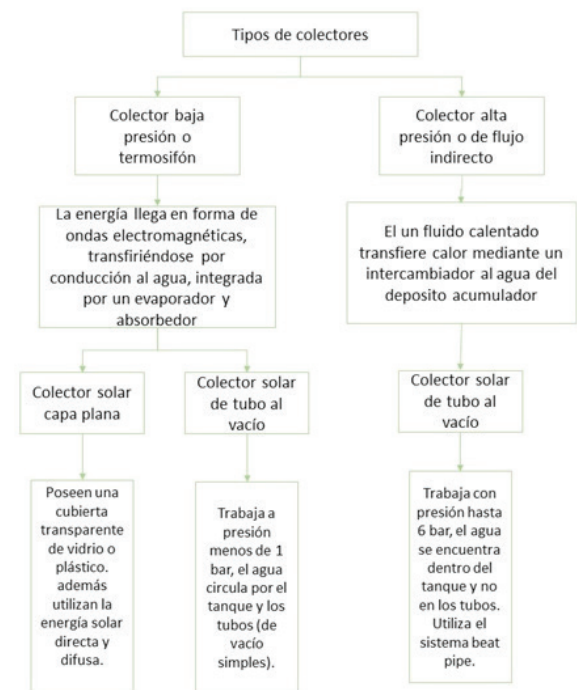 Tipos de colectores
Colector baja
presión o
termosifón
Colector alta
presión o de flujo
indirecto
La energía llega en forma de
ondas electromagnéticas,
transfiriéndose por
conducción al agua, integrada
por un evaporador y
absorbedor
El un fluido calentado
transfiere calor mediante un
intercambiador al agua del
deposito acumulador
Colector solar
capa plana
Colector solar
de tubo al
vacío
Colector solar
de tubo al
vacío
Poseen una
cubierta
transparente
de vidrio o
plástico.
además
utilizan la
energía solar
directa y
difusa.
Trabaja a
presión
menos de 1
bar, el agua
circula por el
tanque y los
tubos (de
vacío
simples).
Trabaja con
presión hasta
6 bar, el agua
se encuentra
dentro del
tanque y no
en los tubos.
Utiliza el
sistema beat
pipe.